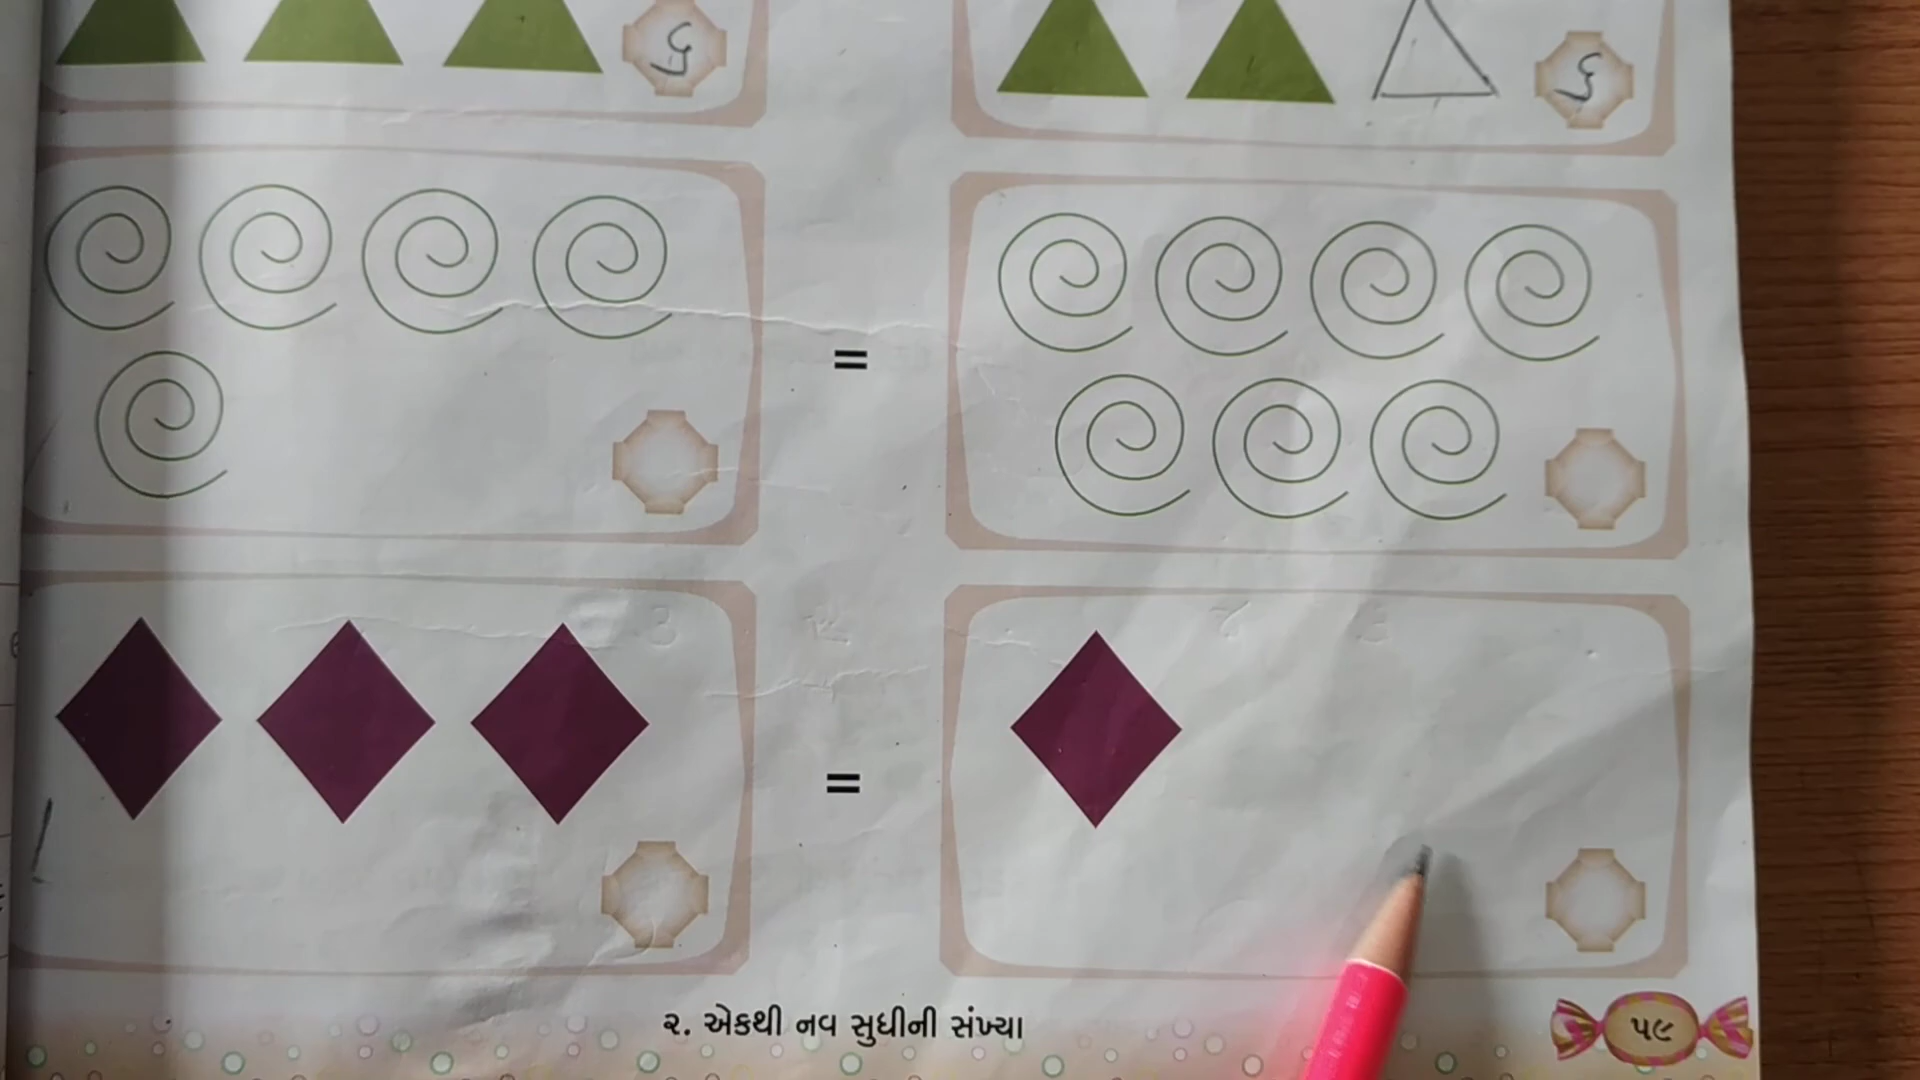 ૬ ૬
=
=
૨. એકથી નવ સુધીની સંખ્યા
૫૯